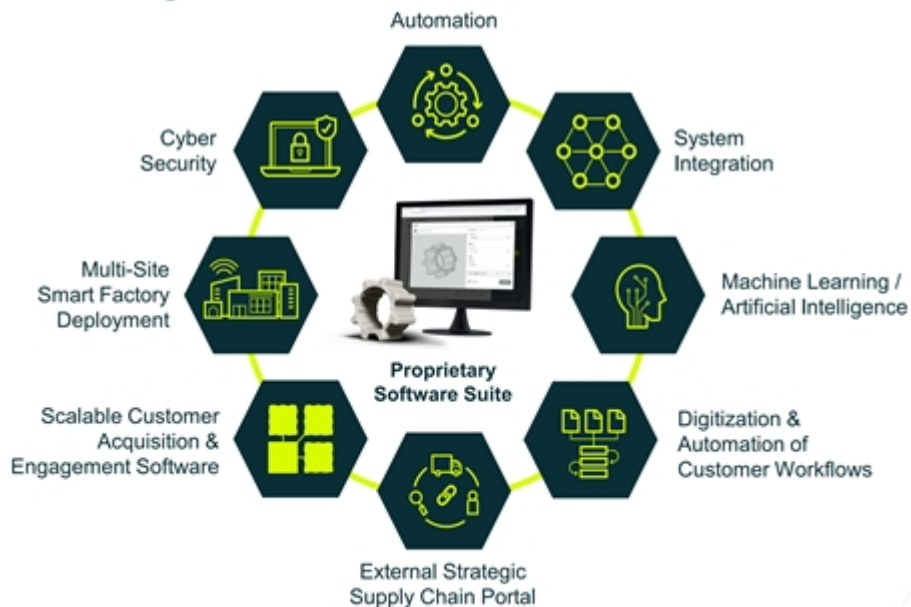 Automation
Cyber
Security
System
Integration
Multi-Site
Smart Factory
Deployment
Machine Learning /
Artificial Intelligence
Proprietary
Software Suite
Scalable Customer
Acquisition &
Engagement Software
Digitization &
Automation of
Customer Workflows
External Strategic
Supply Chain Portal